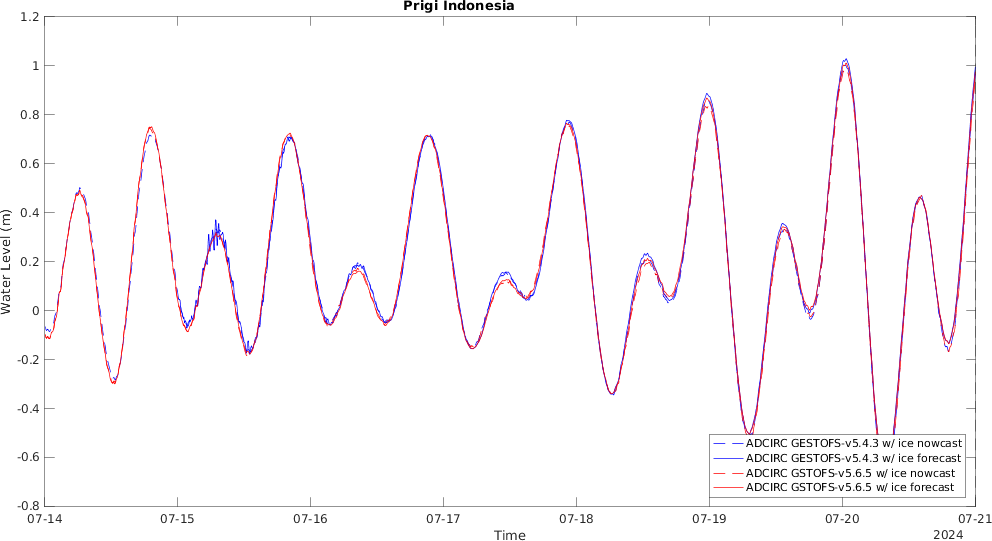 Prigi Indonesia
1.2
1
0.8
0.6
0.4
0.2
0
-0.2
-0.4
-0.6
-0.8
Water Level (m)
ADCIRC GESTOFS-v5.4.3 w/ ice nowcast
ADCIRC GESTOFS-v5.4.3 w/ ice forecast
ADCIRC GSTOFS-v5.6.5 w/ ice nowcast
ADCIRC GSTOFS-v5.6.5 w/ ice forecast
07-14 07-15 07-16 07-17 07-18 07-19 07-20 07-21
Time
2024